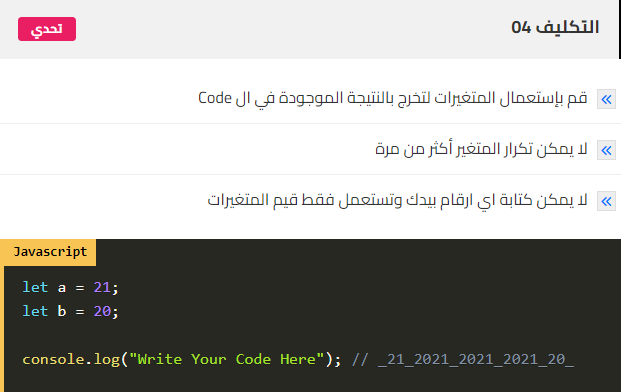 التكليف 04
تحدي
قم بإستعمال المتغيرات لتخرج بالنتيجة الموجودة في ال Code
لا يمكن تكرار المتغير أكثر من مرة
لا يمكن كتابة اي ارقام بيدك وتستعمل فقط قيم المتغيرات
Javascript
let a = 21;
let b = 20;
console.log("Write Your Code Here"); // _21_2021_2021_2021_20_